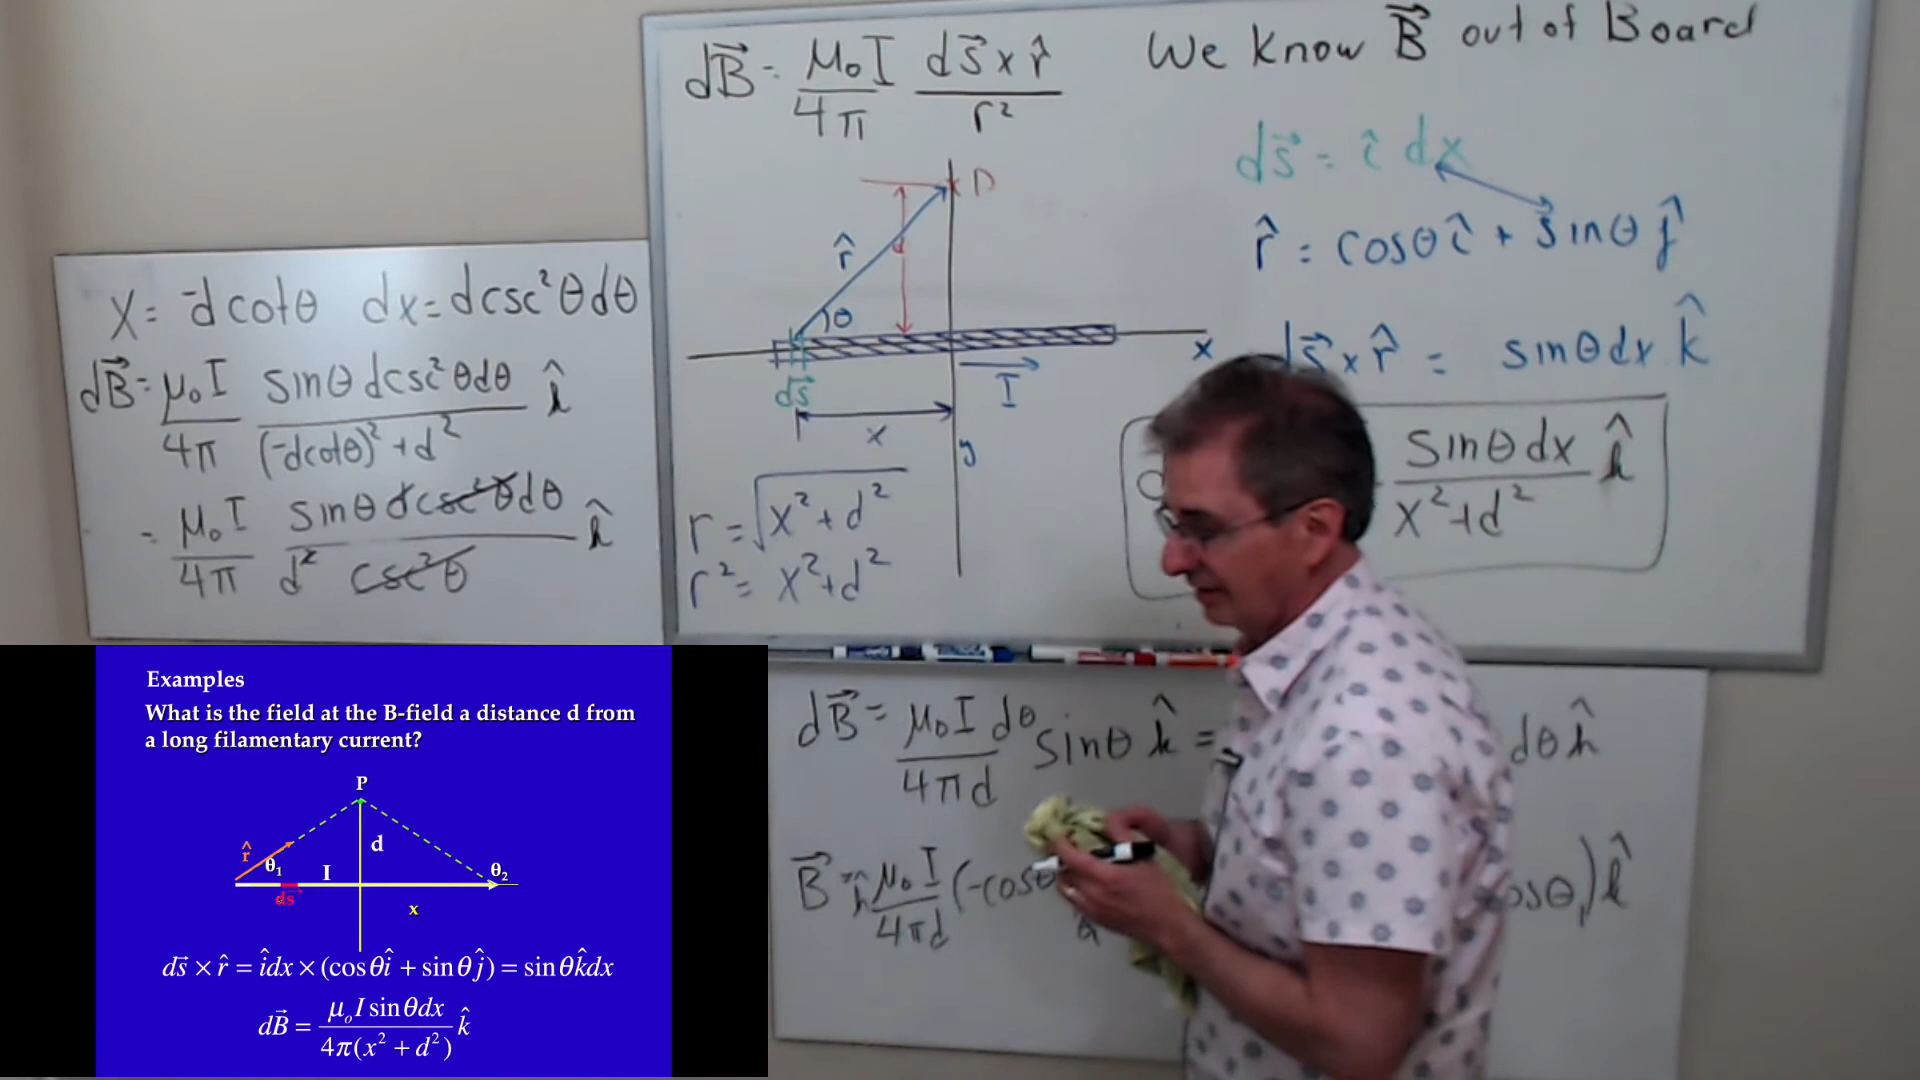 dB⃗ = μ₀I/4π ds⃗ × r̂/r²
We know B⃗ out of Board
ds⃗ = î dx
r̂ = cosθ î + sinθ ĵ
ds⃗ × r̂ = sinθ dx k̂
sinθ dx/x²+d² k̂
r̂
d
θ
ds⃗
x
I
x
y
r = √x²+d²
r² = x²+d²
x = -d cotθ dx = d csc²θ dθ
dB⃗ = μ₀I/4π sinθ d csc²θ dθ/(-d cotθ)²+d² k̂
= μ₀I/4π sinθ d csc²θ dθ/d² csc²θ k̂
dB⃗ = μ₀I dθ/4πd sinθ k̂ = dθ k̂
B⃗ = k̂ μ₀I/4πd (-cosθ osθ₁) k̂
Examples
What is the field at the B-field a distance d from
a long filamentary current?
P
d
r̂
θ₁
I
θ₂
ds⃗
x
ds⃗ × r̂ = îdx × (cosθî + sinθĵ) = sinθk̂dx
dB⃗ = μₒI sinθdx/4π(x² + d²) k̂